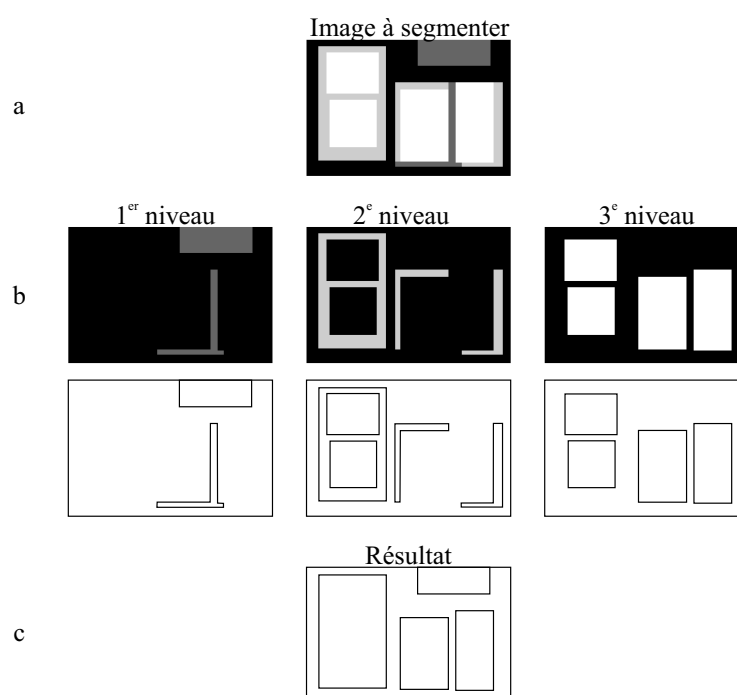 Image à segmenter
a
1er niveau 2e niveau 3e niveau
b
Résultat
c